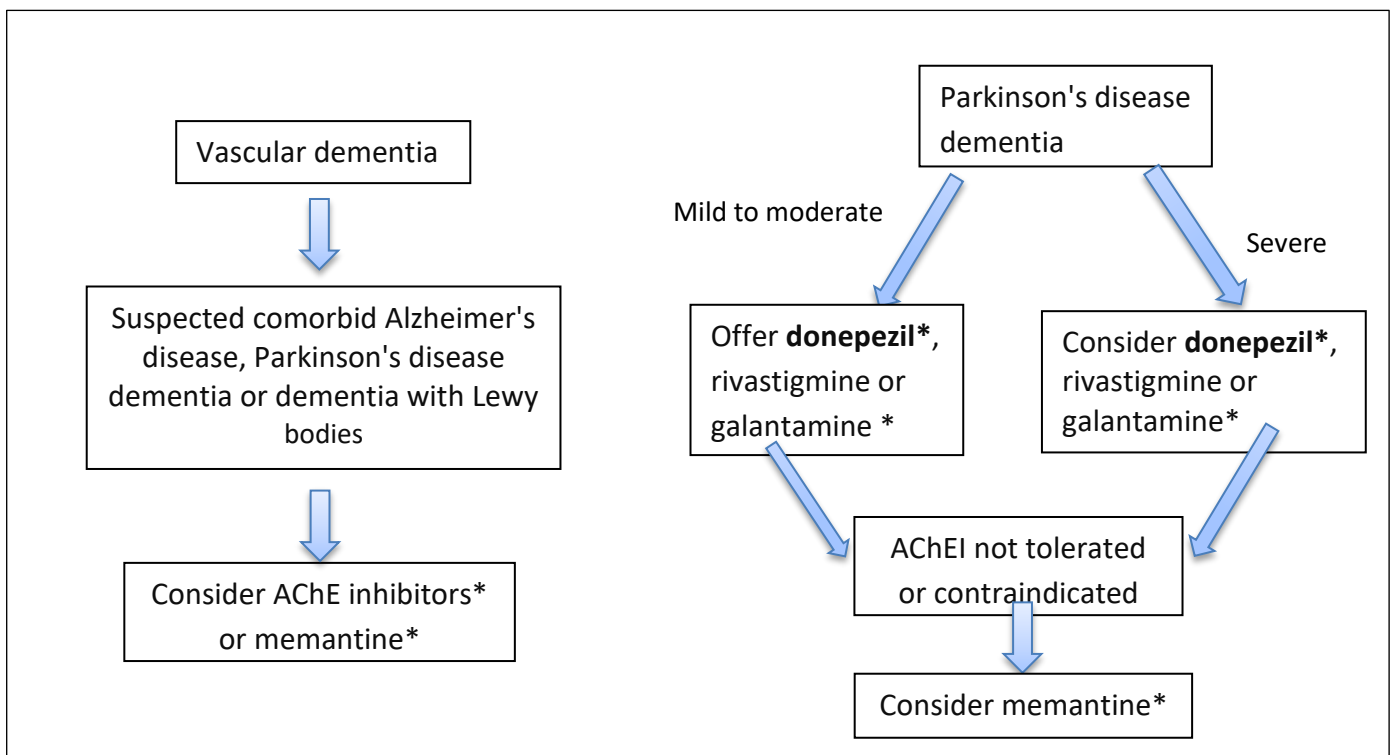 Vascular dementia
Suspected comorbid Alzheimer's
disease, Parkinson's disease
dementia or dementia with Lewy
bodies
Consider AChE inhibitors*
or memantine*
Parkinson's disease
dementia
Mild to moderate
Severe
Offer donepezil*,
rivastigmine or
galantamine *
Consider donepezil*,
rivastigmine or
galantamine*
AChEI not tolerated
or contraindicated
Consider memantine*